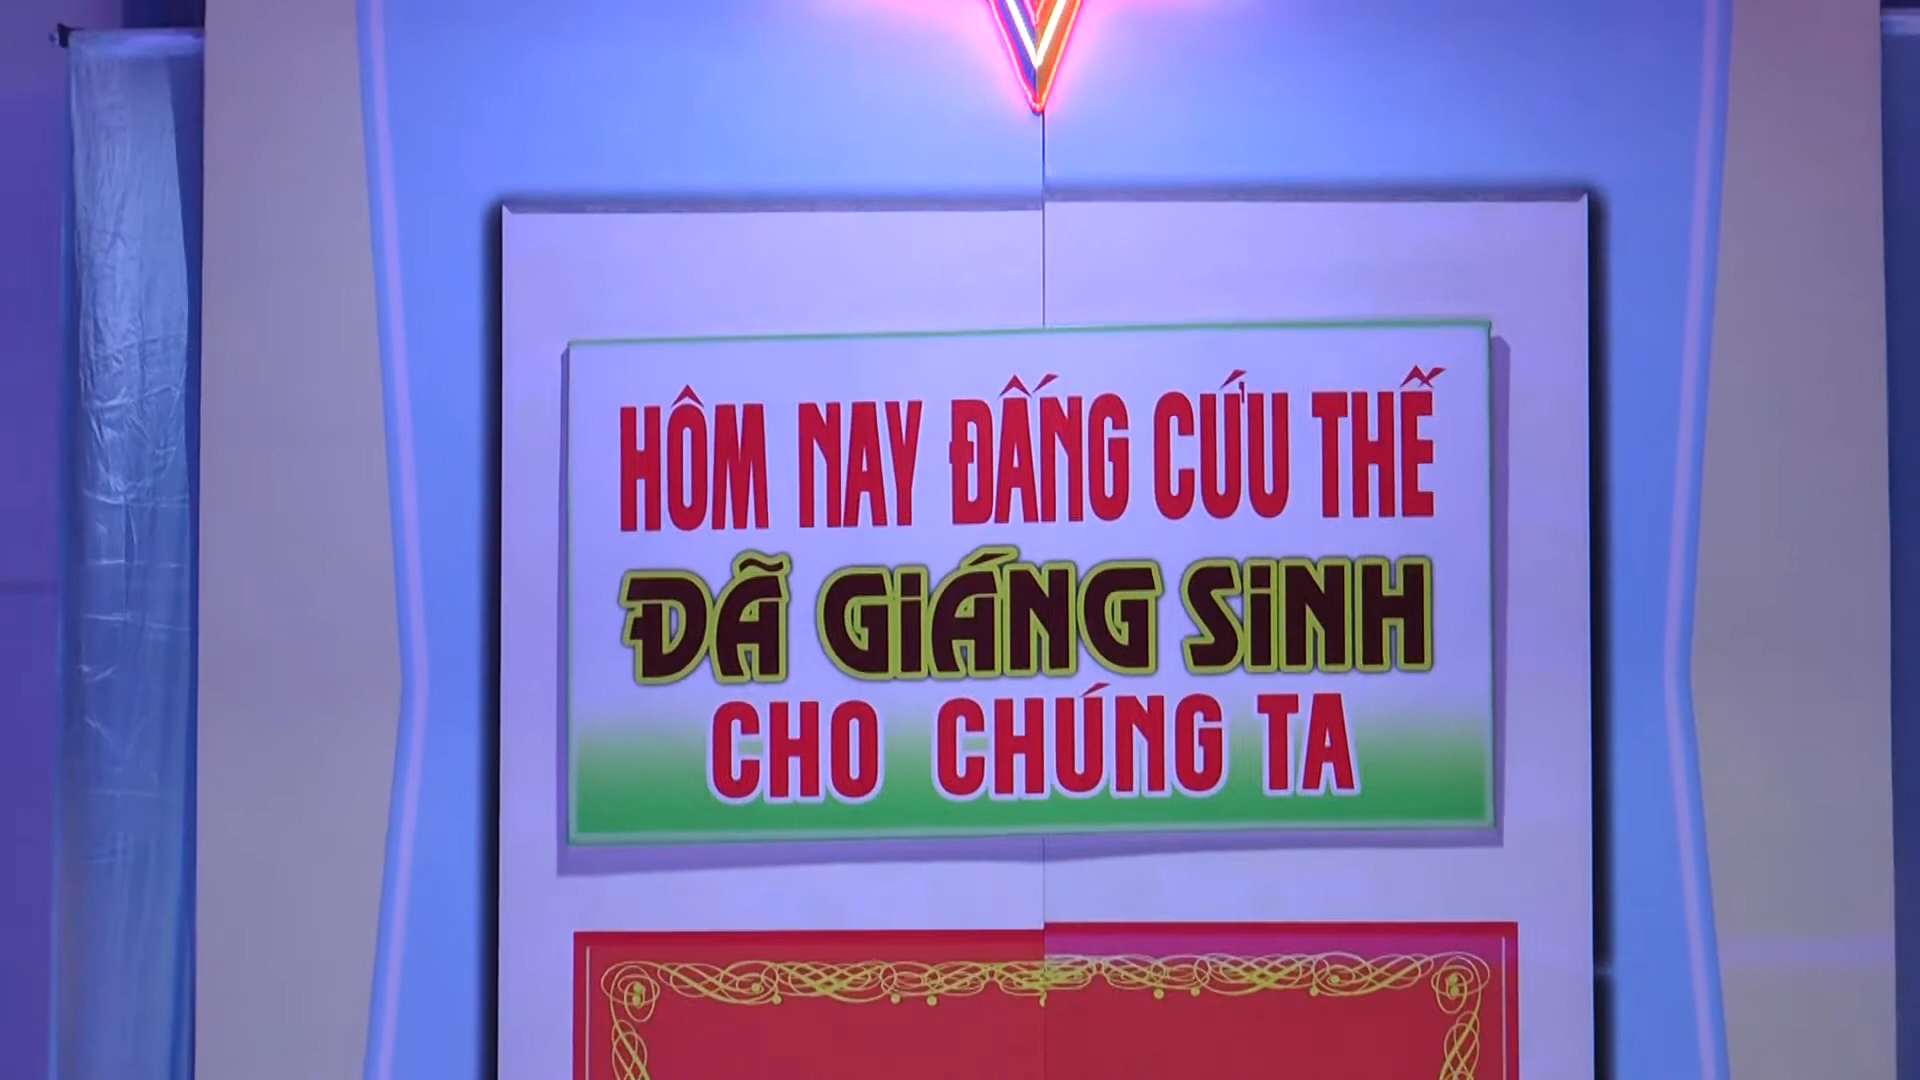 HÔM NAY ĐẤNG CỨU THẾ
ĐÃ GIÁNG SINH
CHO CHÚNG TA